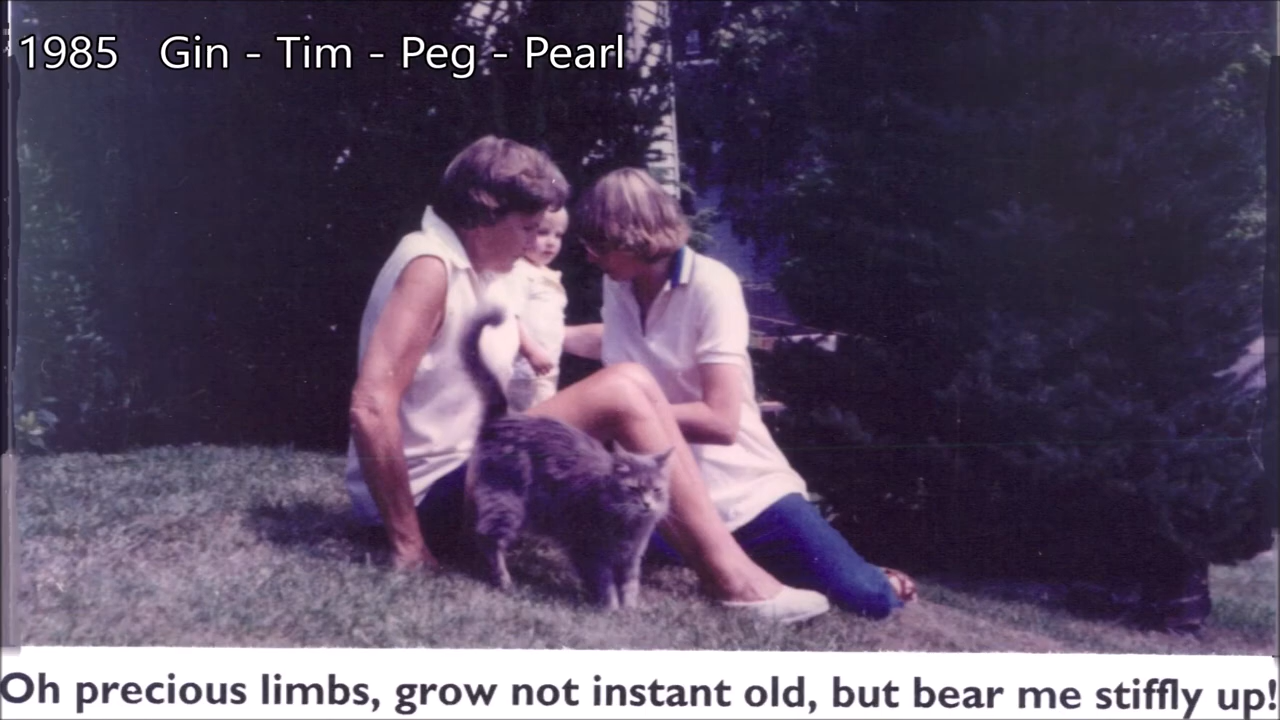 1985 Gin - Tim - Peg - Pearl
Oh precious limbs, grow not instant old, but bear me stiffly up!